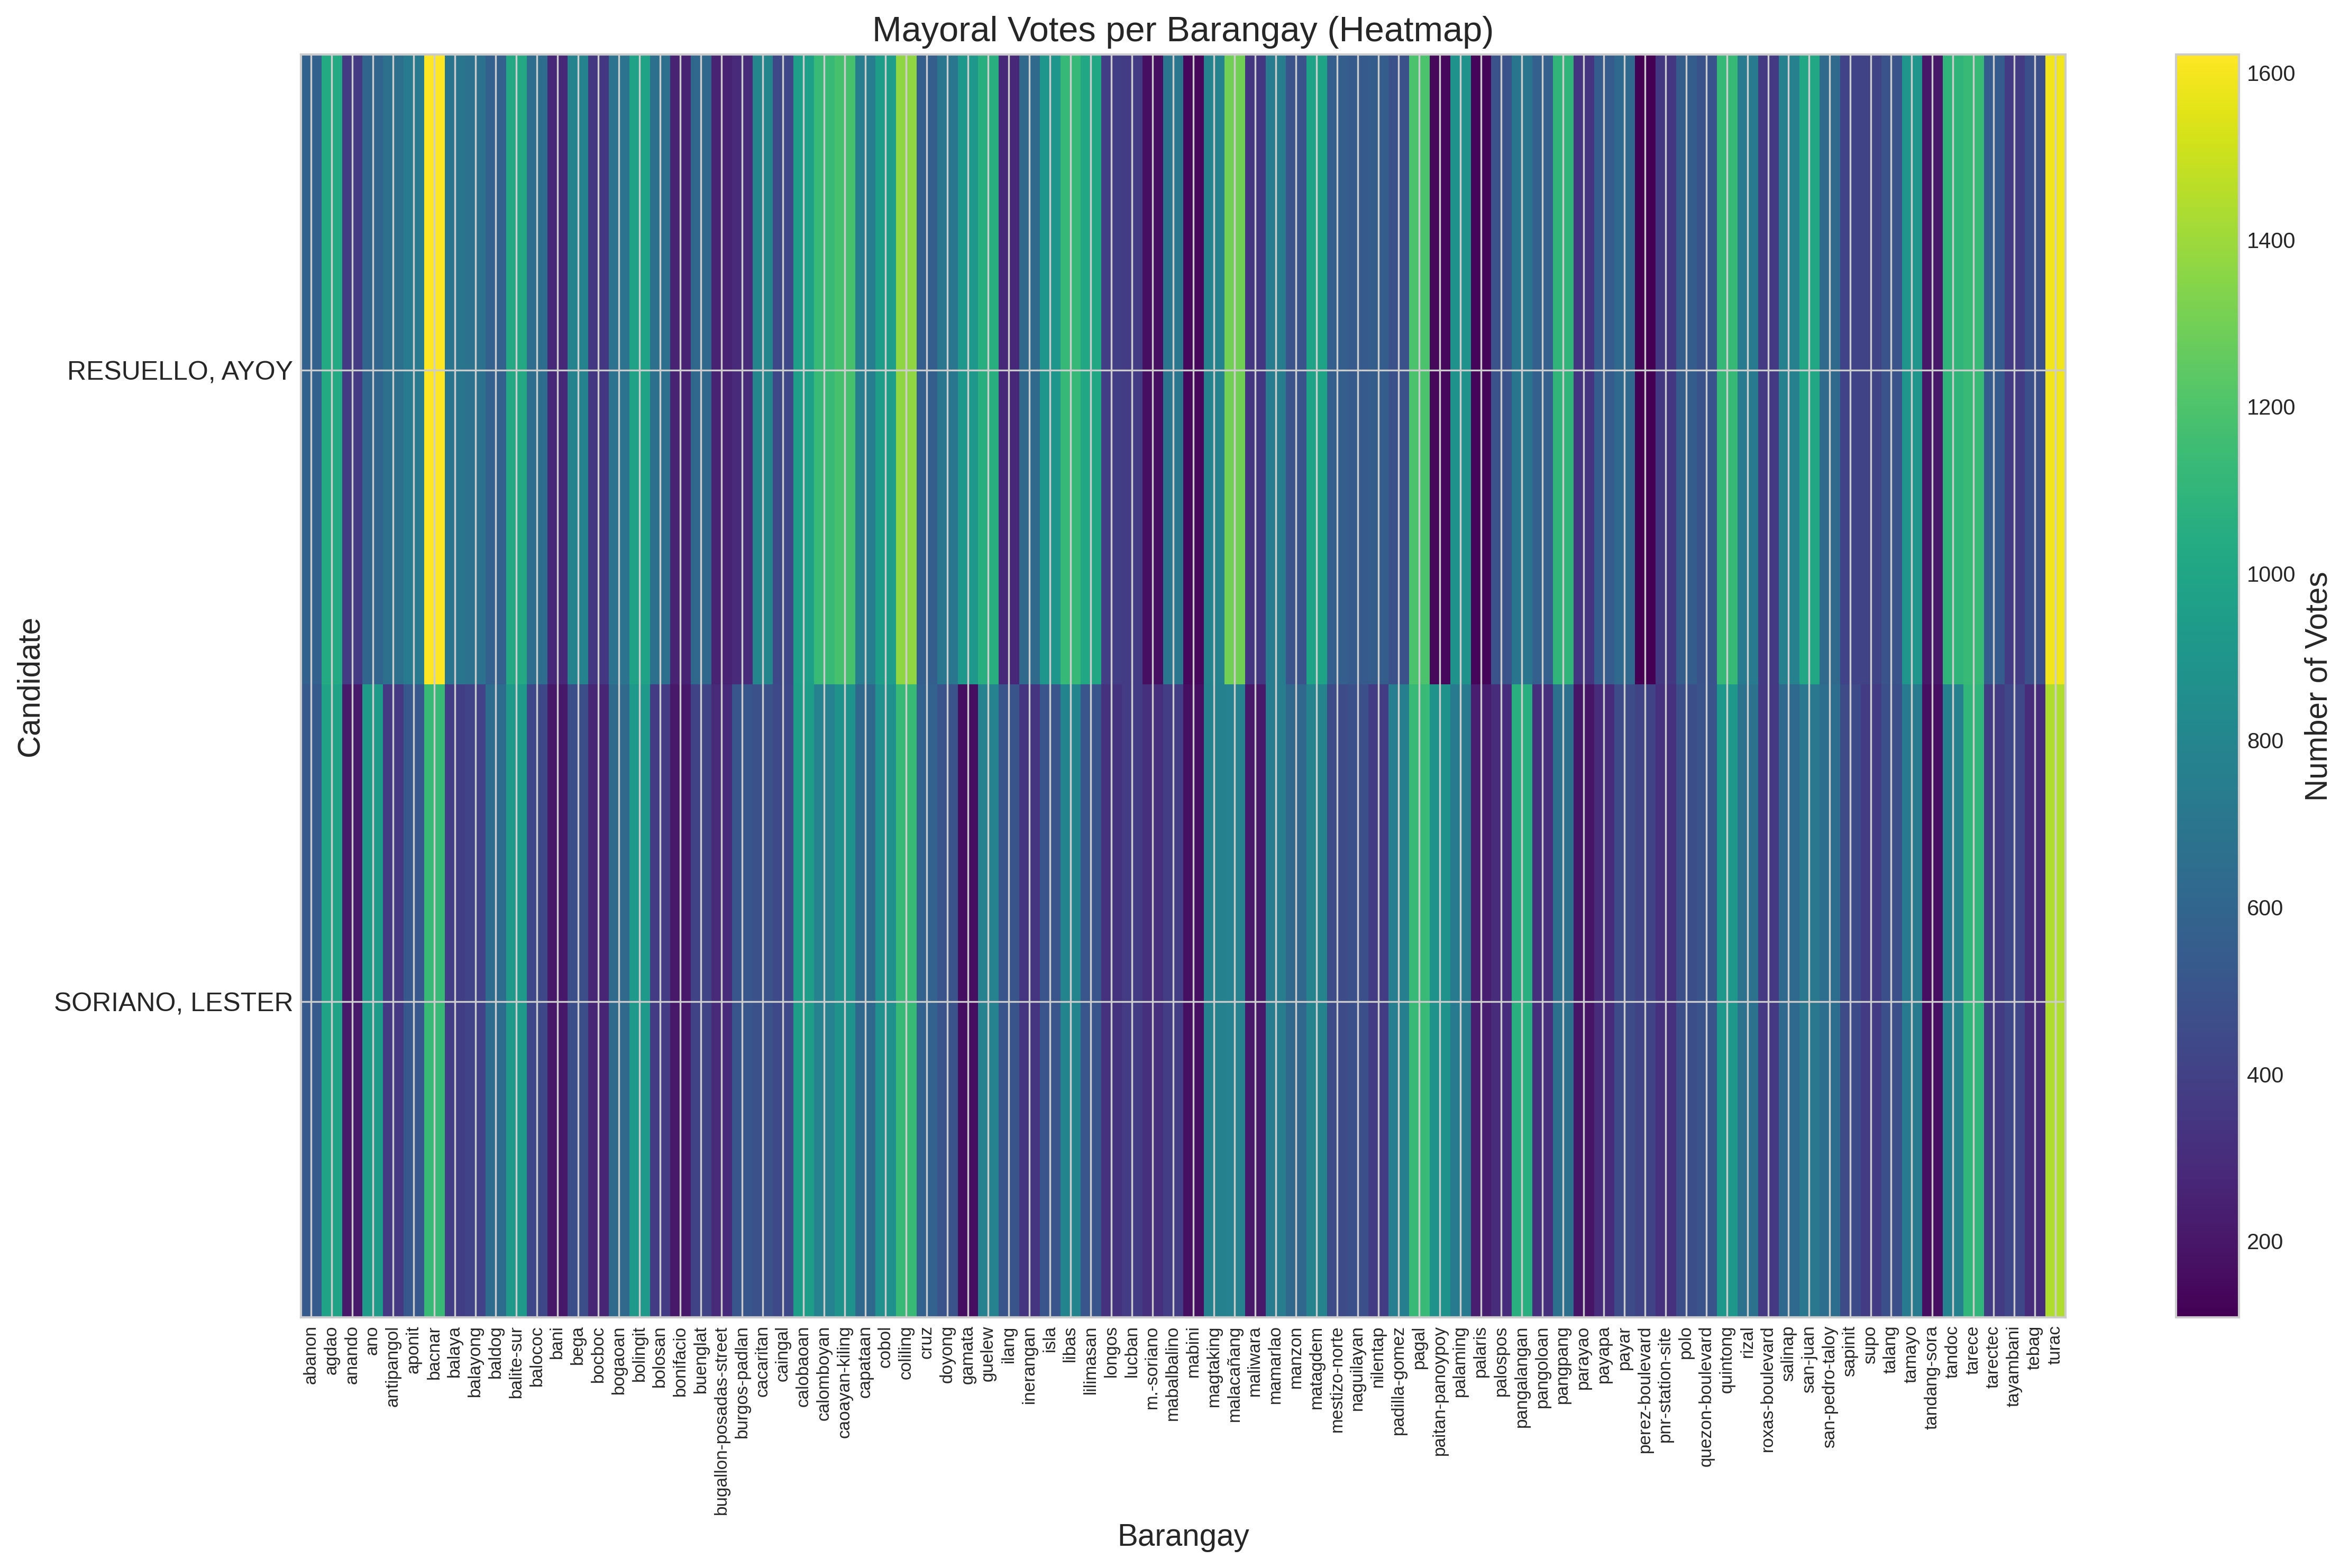 Mayoral Votes per Barangay (Heatmap)
Candidate
RESUELLO, AYOY
SORIANO, LESTER
abanon
agdao
anando
ano
antipangol
aponit
bacnar
balaya
balayong
baldog
balite-sur
balococ
bani
bega
bocboc
bogaoan
bolingit
bolosan
bonifacio
buenglat
bugallon-posadas-street
burgos-padlan
cacaritan
caingal
calobaoan
calomboyan
caoayan-kiling
capataan
cobol
coliling
cruz
doyong
gamata
guelew
ilang
inerangan
isla
libas
lilimasan
longos
lucban
m.-soriano
mabalbalino
mabini
magtaking
malacañang
maliwara
mamarlao
manzon
matagdem
mestizo-norte
naguilayan
nilentap
padilla-gomez
pagal
paitan-panoypoy
palaming
palaris
palospos
pangalangan
pangoloan
pangpang
parayao
payapa
payar
perez-boulevard
pnr-station-site
polo
quezon-boulevard
quintong
rizal
roxas-boulevard
salinap
san-juan
san-pedro-taloy
sapinit
supo
talang
tamayo
tandang-sora
tandoc
tarece
tarectec
tayambani
tebag
turac
Barangay
1600
1400
1200
1000
800
600
400
200
Number of Votes